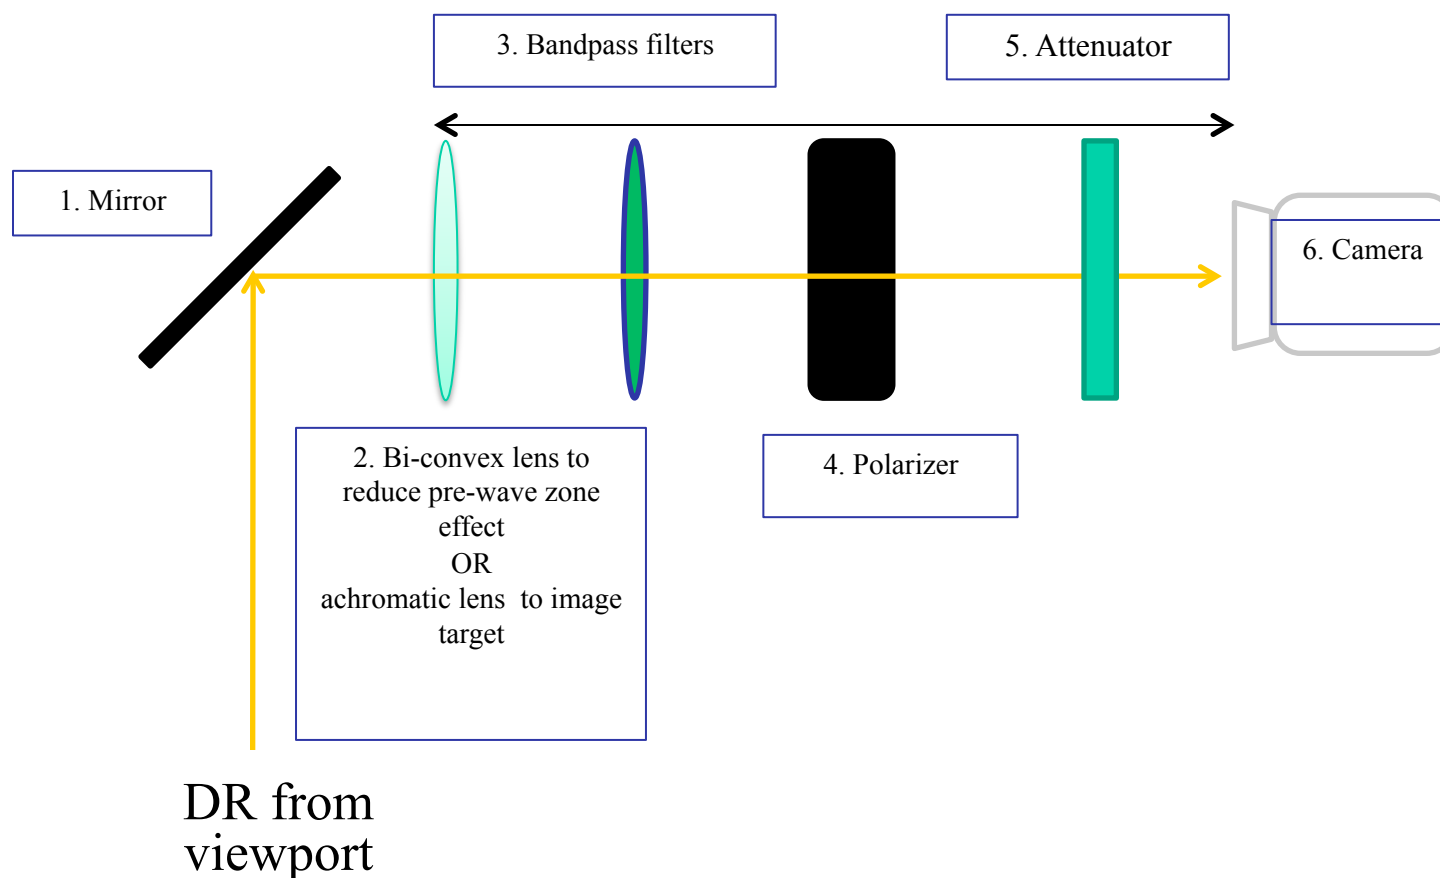 3. Bandpass filters
5. Attenuator
1. Mirror
6. Camera
2. Bi-convex lens to
reduce pre-wave zone
effect
OR
achromatic lens to image
target
4. Polarizer
DR from
viewport